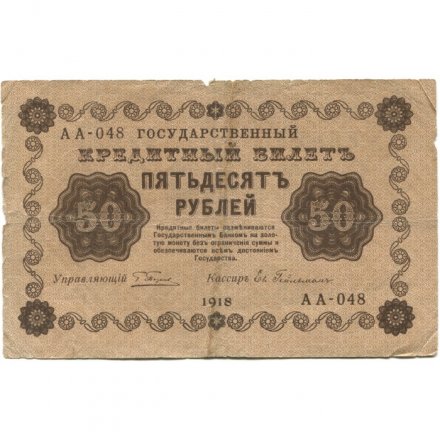 АА-048 ГОСУДАРСТВЕННЫЙ
КРЕДИТНЫЙ БИЛЕТЪ
ПЯТЬДЕСЯТЪ
50 РУБЛЕЙ 50
Кредитные билеты размѣниваются
Государственнымъ Банкомъ на золо-
тую монету безъ ограниченія суммы и
обезпечиваются всѣмъ достояніемъ
Государства.
Управляющій Кассиръ
1918 АА-048